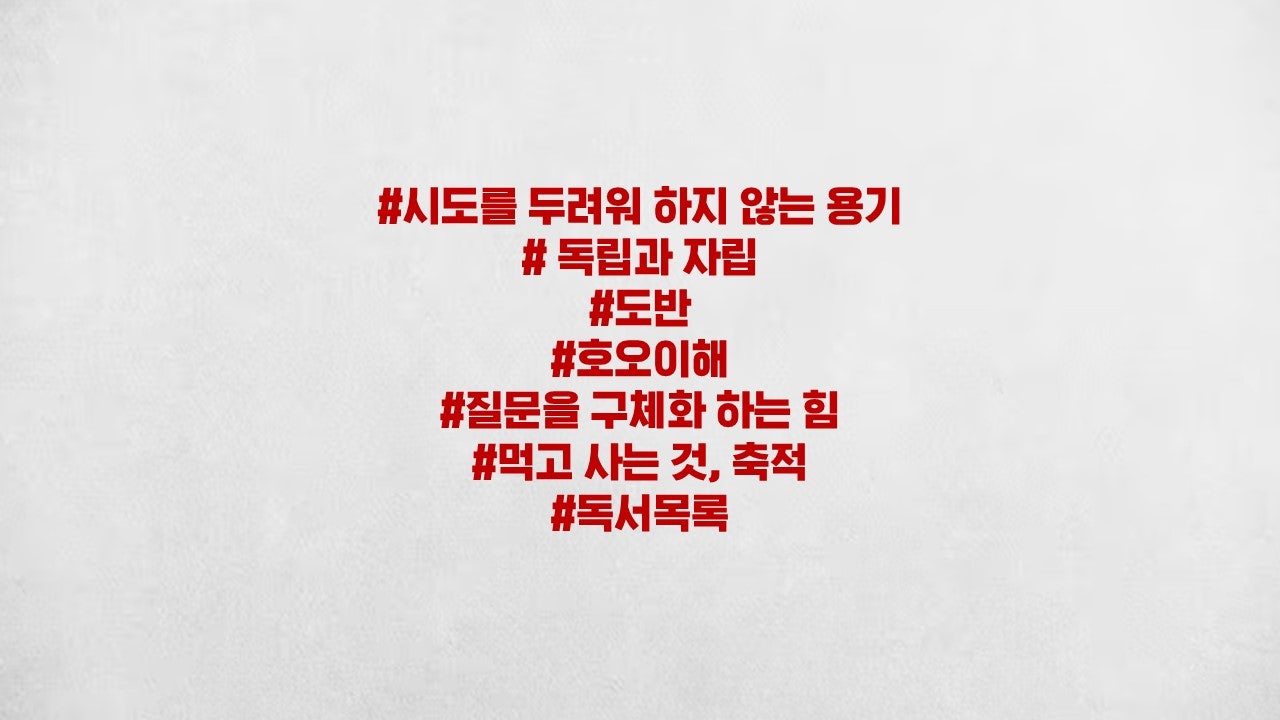 #시도를 두려워 하지 않는 용기
# 독립과 자립
#도반
#호오이해
#질문을 구체화 하는 힘
#먹고 사는 것, 축적
#독서목록